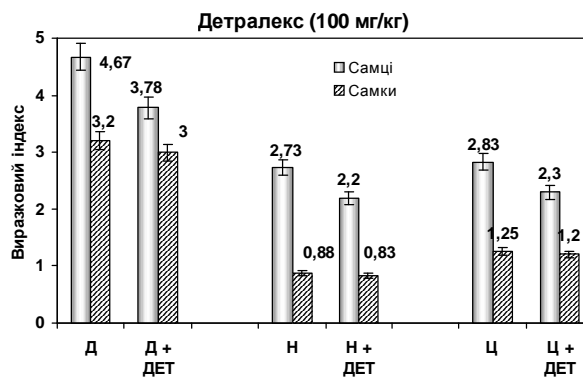 Детралекс (100 мг/кг)
Виразковий індекс
5
4
3
2
1
0
Самці
Самки
4,67
3,2
3,78
3
2,73
0,88
2,2
0,83
2,83
1,25
2,3
1,2
Д
Д +
ДЕТ
Н
Н +
ДЕТ
Ц
Ц +
ДЕТ